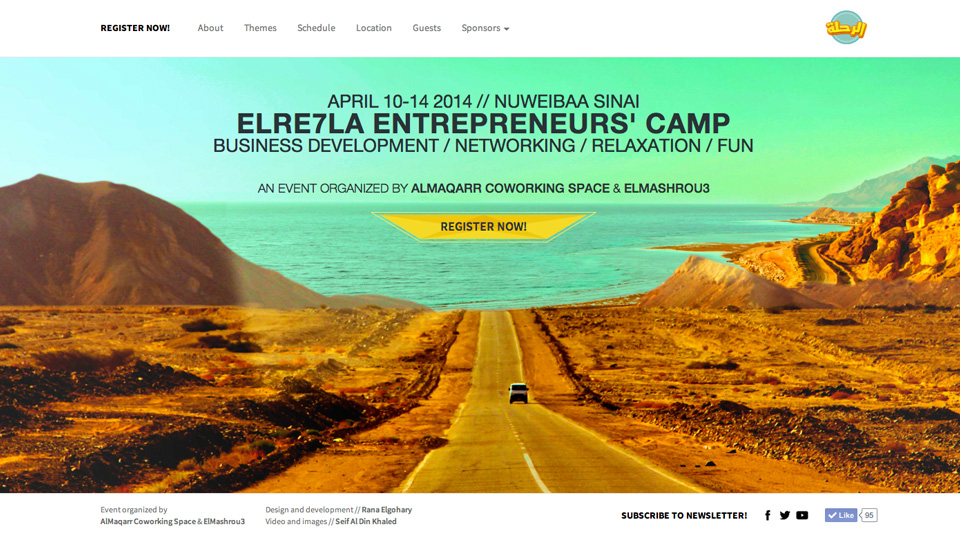 REGISTER NOW! About Themes Schedule Location Guests Sponsors
الرحلة
APRIL 10-14 2014 // NUWEIBAA SINAI
ELRE7LA ENTREPRENEURS' CAMP
BUSINESS DEVELOPMENT / NETWORKING / RELAXATION / FUN
AN EVENT ORGANIZED BY ALMAQARR COWORKING SPACE & ELMASHROU3
REGISTER NOW!
Event organized by
AlMaqarr Coworking Space & ElMashrou3
Design and development // Rana Elgohary
Video and images // Seif Al Din Khaled
SUBSCRIBE TO NEWSLETTER! Like 95